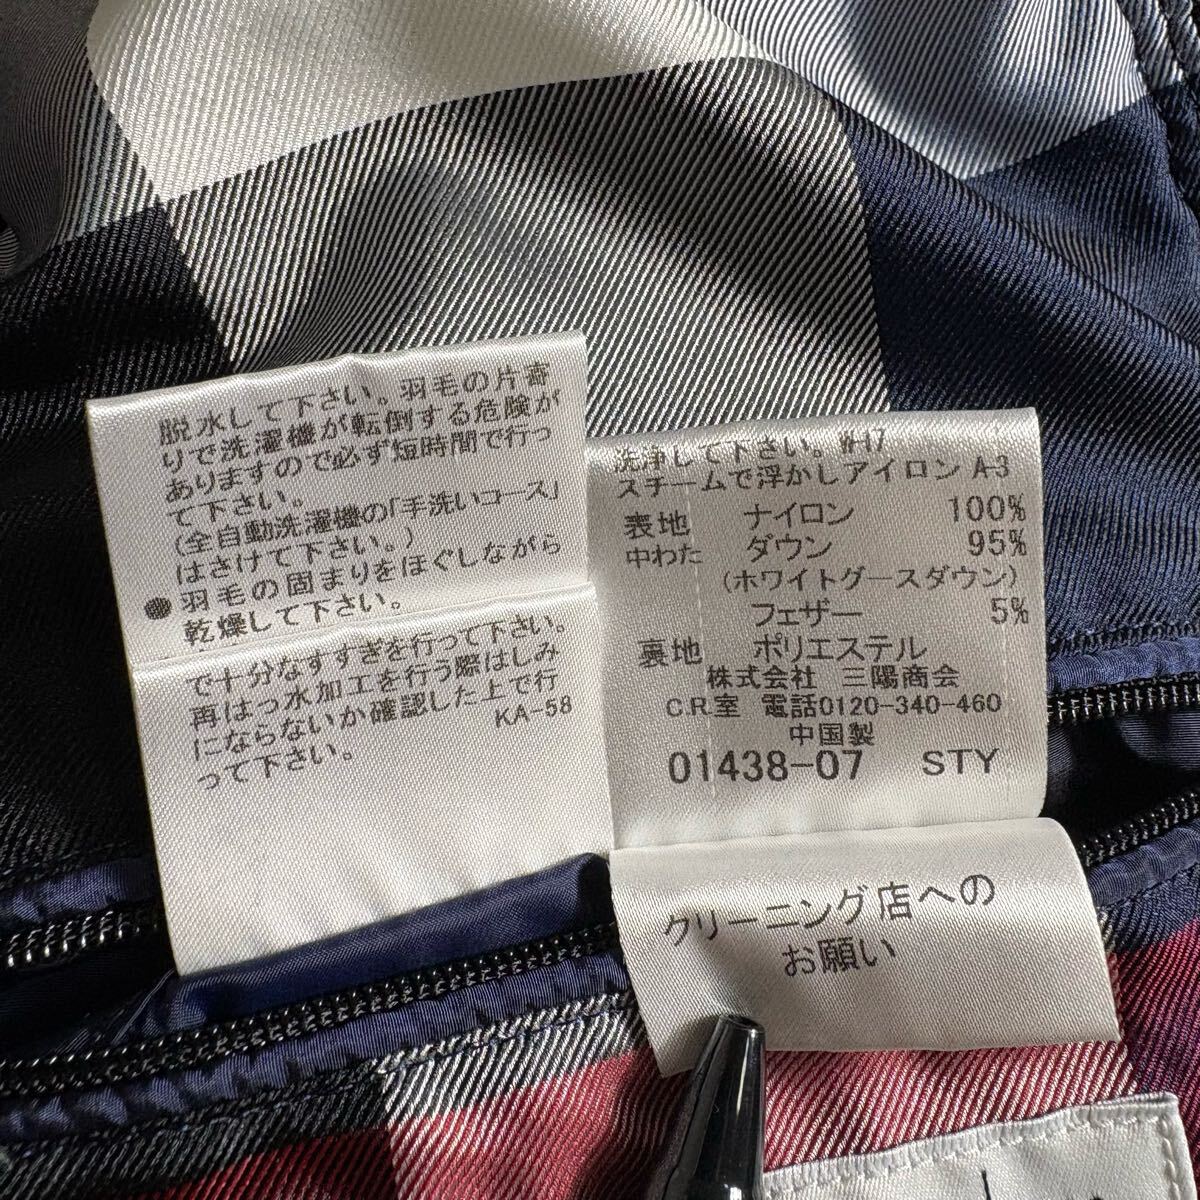 脱水して下さい。羽毛の片寄
りで洗濯機が転倒する危険が
ありますので必ず短時間で行っ
て下さい。
(全自動洗濯機の「手洗いコース」
はさけて下さい。)
●羽毛の固まりをほぐしながら
乾燥して下さい。
で十分なすすぎを行って下さい。
再はっ水加工を行う際はしみ
にならないか確認した上で行
って下さい。
KA-58
洗浄して下さい。W-17
スチームで浮かしアイロン A-3
表地 ナイロン 100%
中わた ダウン 95%
(ホワイトグースダウン)
フェザー 5%
裏地 ポリエステル
株式会社 三陽商会
C.R.室 電話0120-340-460
中国製
01438-07 STY
クリーニング店への
お願い